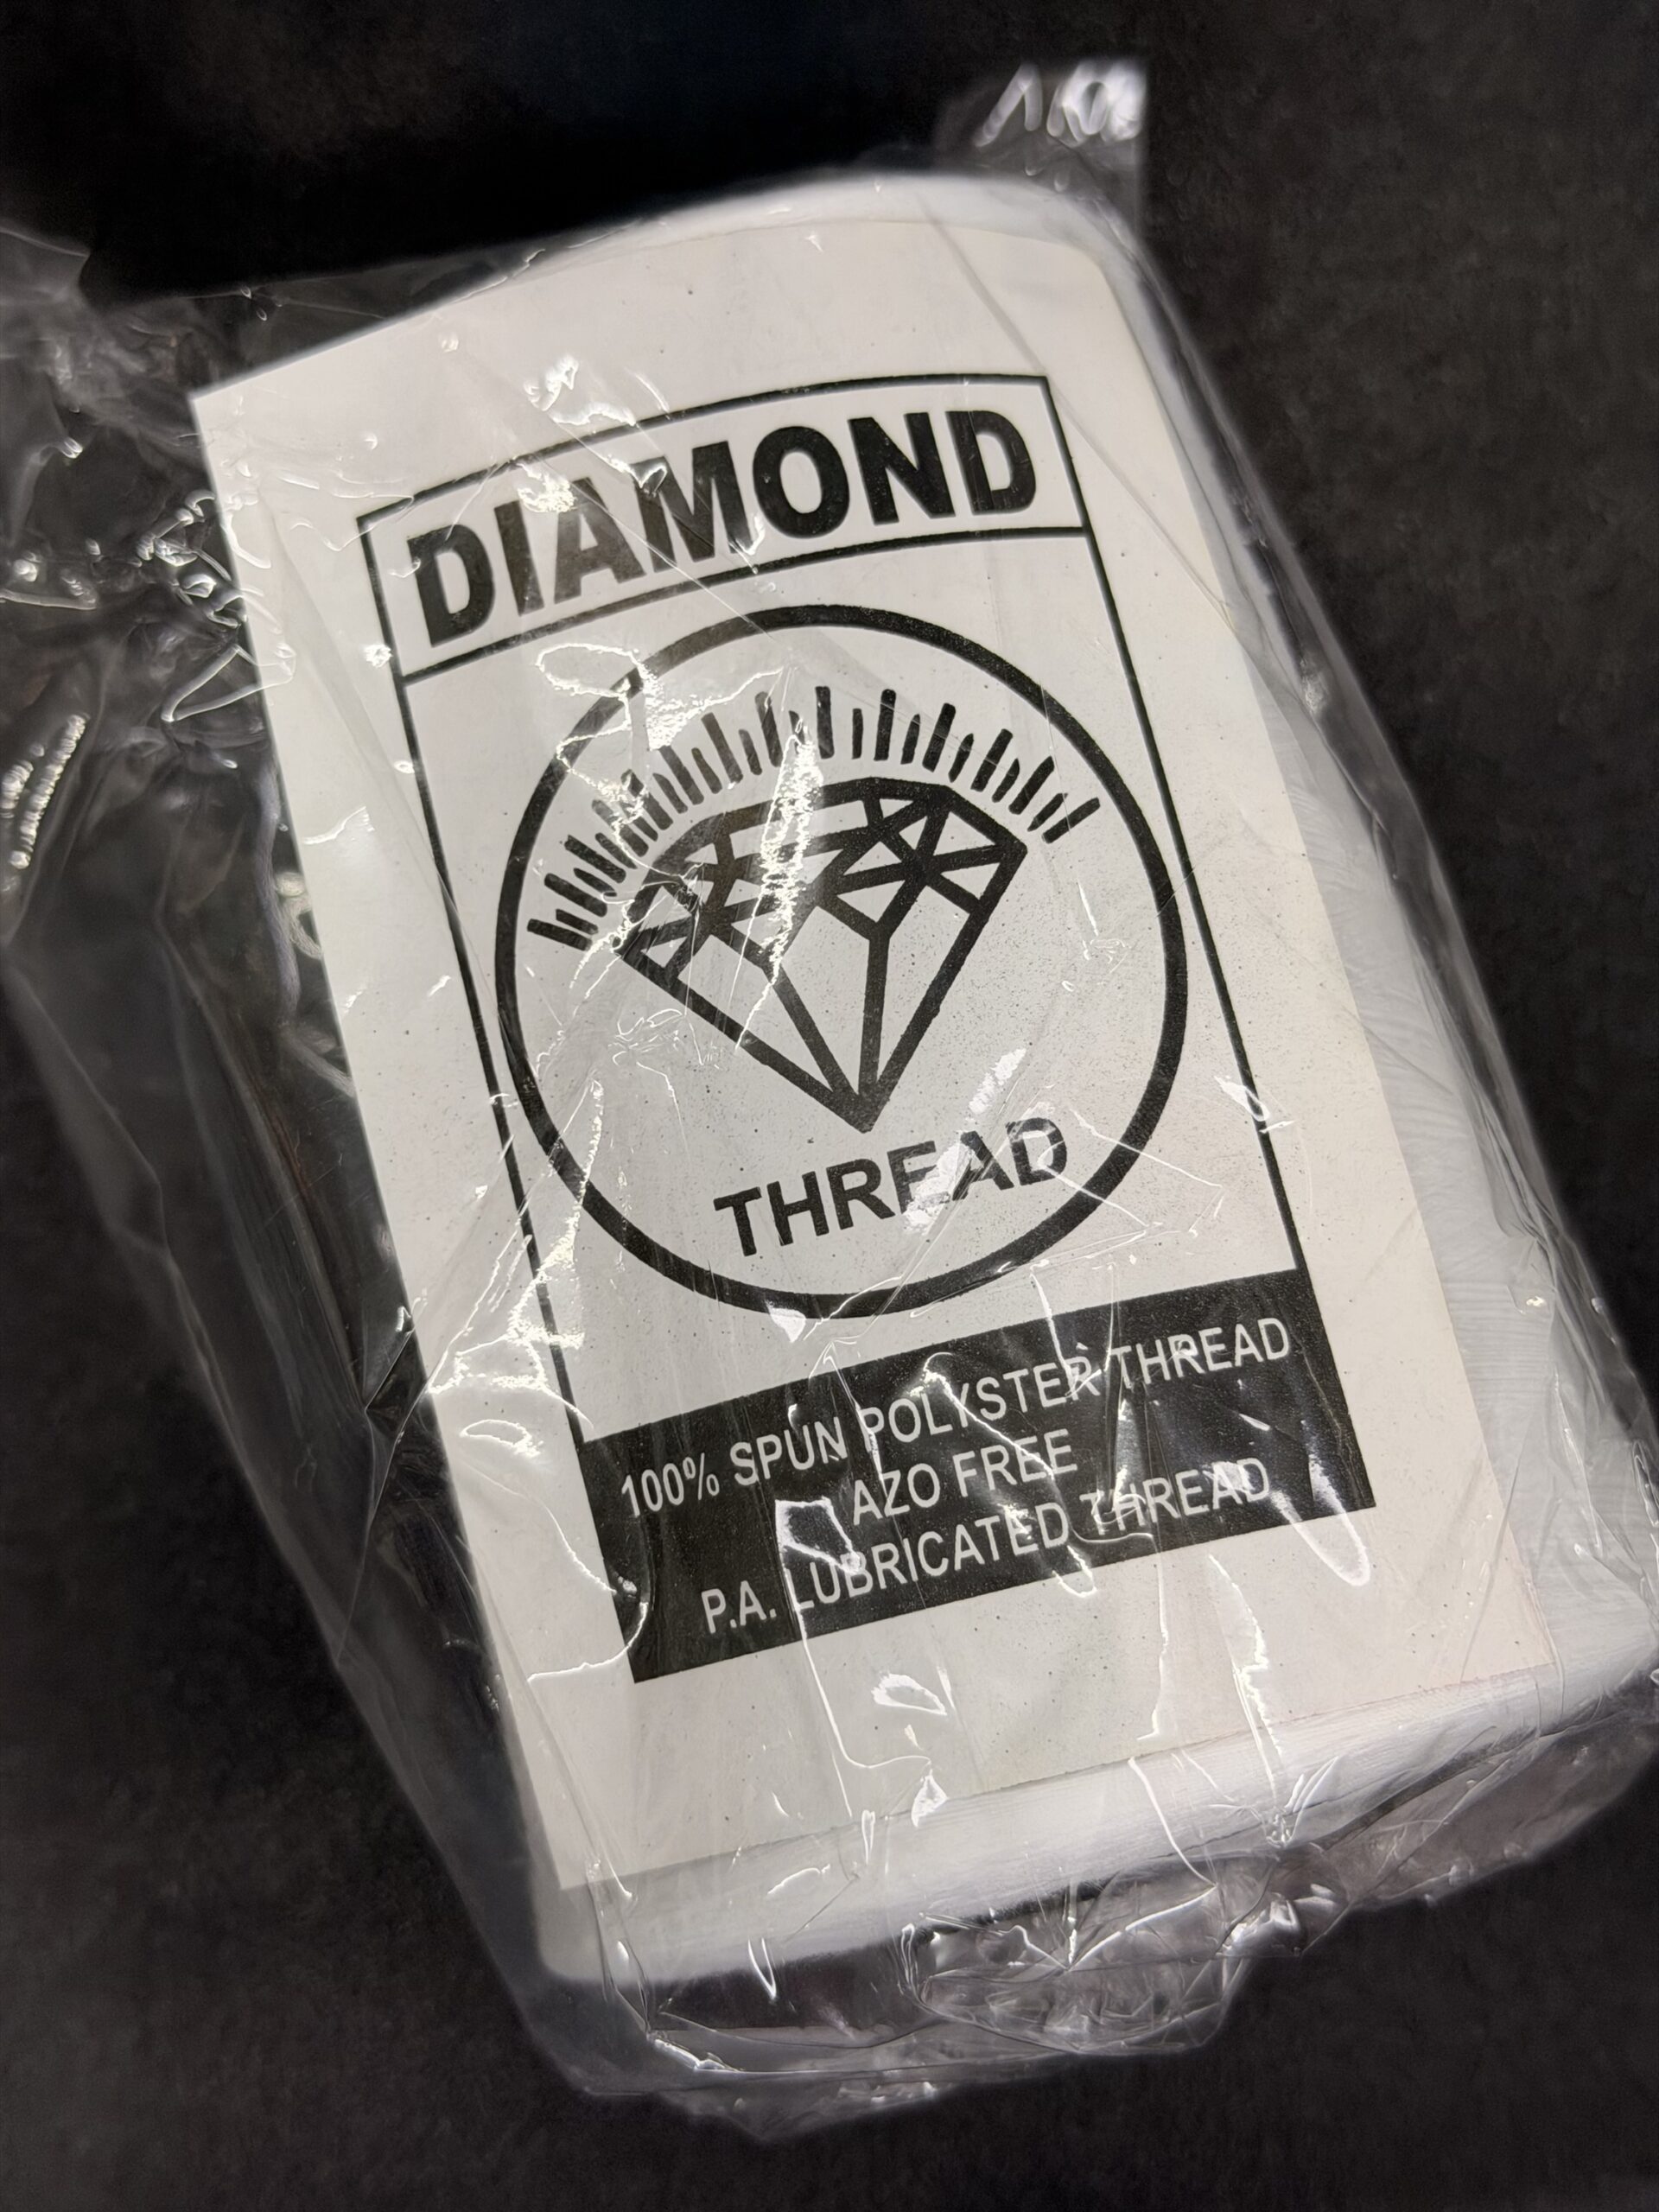 DIAMOND
THREAD
100% SPUN POLYSTER THREAD
AZO FREE
P.A. LUBRICATED THREAD